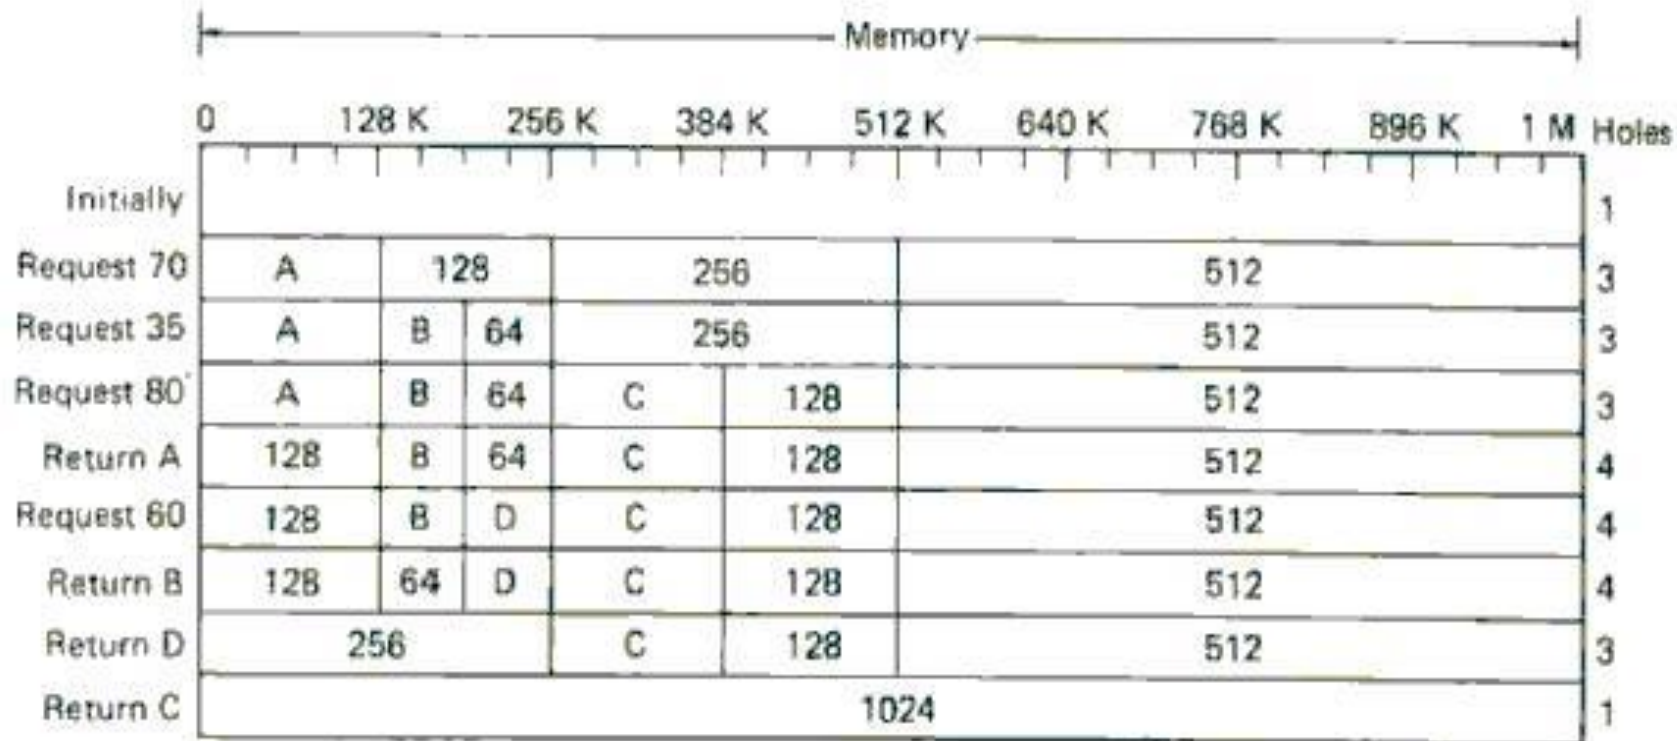 Memory
0 128 K 256 K 384 K 512 K 640 K 768 K 896 K 1 M Holes
Initially 1
Request 70 A 128 256 512 3
Request 35 A B 64 256 512 3
Request 80 A B 64 C 128 512 3
Return A 128 B 64 C 128 512 4
Request 60 128 B D C 128 512 4
Return B 128 64 D C 128 512 4
Return D 256 C 128 512 3
Return C 1024 1